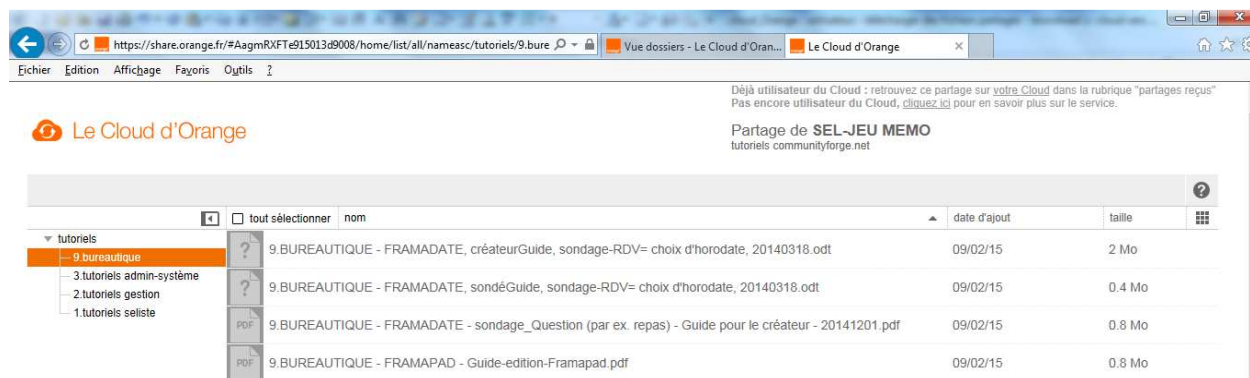 https://share.orange.fr/#AagmRXFTe915013d9008/home/list/all/nameasc/tutoriels/9.bure
Vue dossiers - Le Cloud d'Oran...
Le Cloud d'Orange
Fichier Edition Affichage Favoris Outils ?
Déjà utilisateur du Cloud : retrouvez ce partage sur votre Cloud dans la rubrique "partages reçus"
Pas encore utilisateur du Cloud, cliquez ici pour en savoir plus sur le service.
Le Cloud d'Orange
Partage de SEL-JEU MEMO
tutoriels communityforge.net
tout sélectionner nom date d'ajout taille
tutoriels
9.bureautique
3.tutoriels admin-système
2.tutoriels gestion
1.tutoriels seliste
9.BUREAUTIQUE - FRAMADATE, créateurGuide, sondage-RDV= choix d'horodate, 20140318.odt 09/02/15 2 Mo
9.BUREAUTIQUE - FRAMADATE, sondéGuide, sondage-RDV= choix d'horodate, 20140318.odt 09/02/15 0.4 Mo
PDF 9.BUREAUTIQUE - FRAMADATE - sondage_Question (par ex. repas) - Guide pour le créateur - 20141201.pdf 09/02/15 0.8 Mo
PDF 9.BUREAUTIQUE - FRAMAPAD - Guide-edition-Framapad.pdf 09/02/15 0.8 Mo